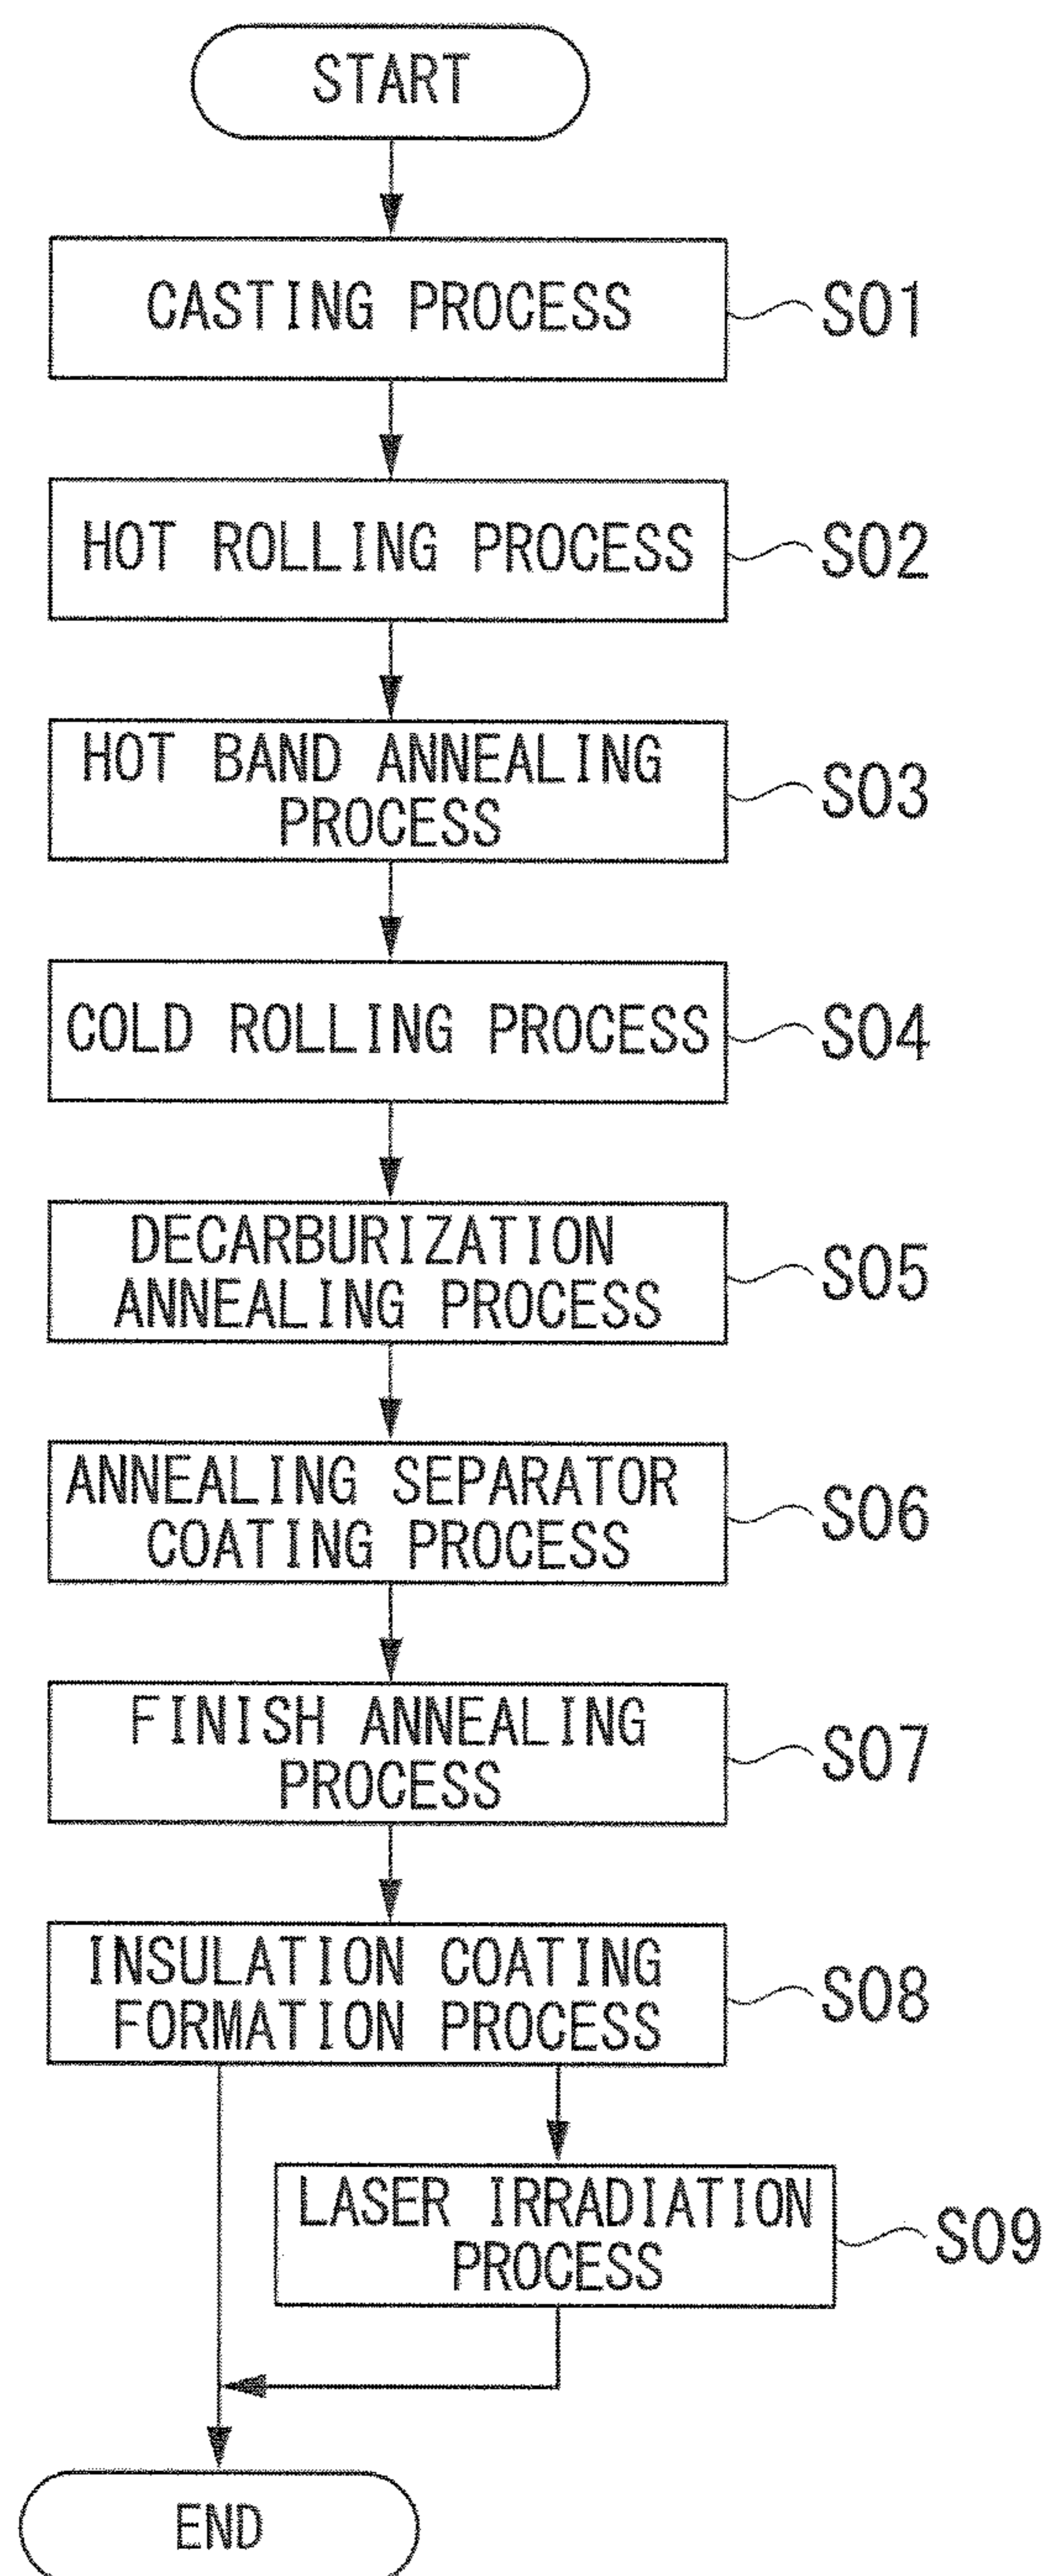 START
CASTING PROCESS
S01
HOT ROLLING PROCESS
S02
HOT BAND ANNEALING
PROCESS
S03
COLD ROLLING PROCESS
S04
DECARBURIZATION
ANNEALING PROCESS
S05
ANNEALING SEPARATOR
COATING PROCESS
S06
FINISH ANNEALING
PROCESS
S07
INSULATION COATING
FORMATION PROCESS
S08
LASER IRRADIATION
PROCESS
S09
END